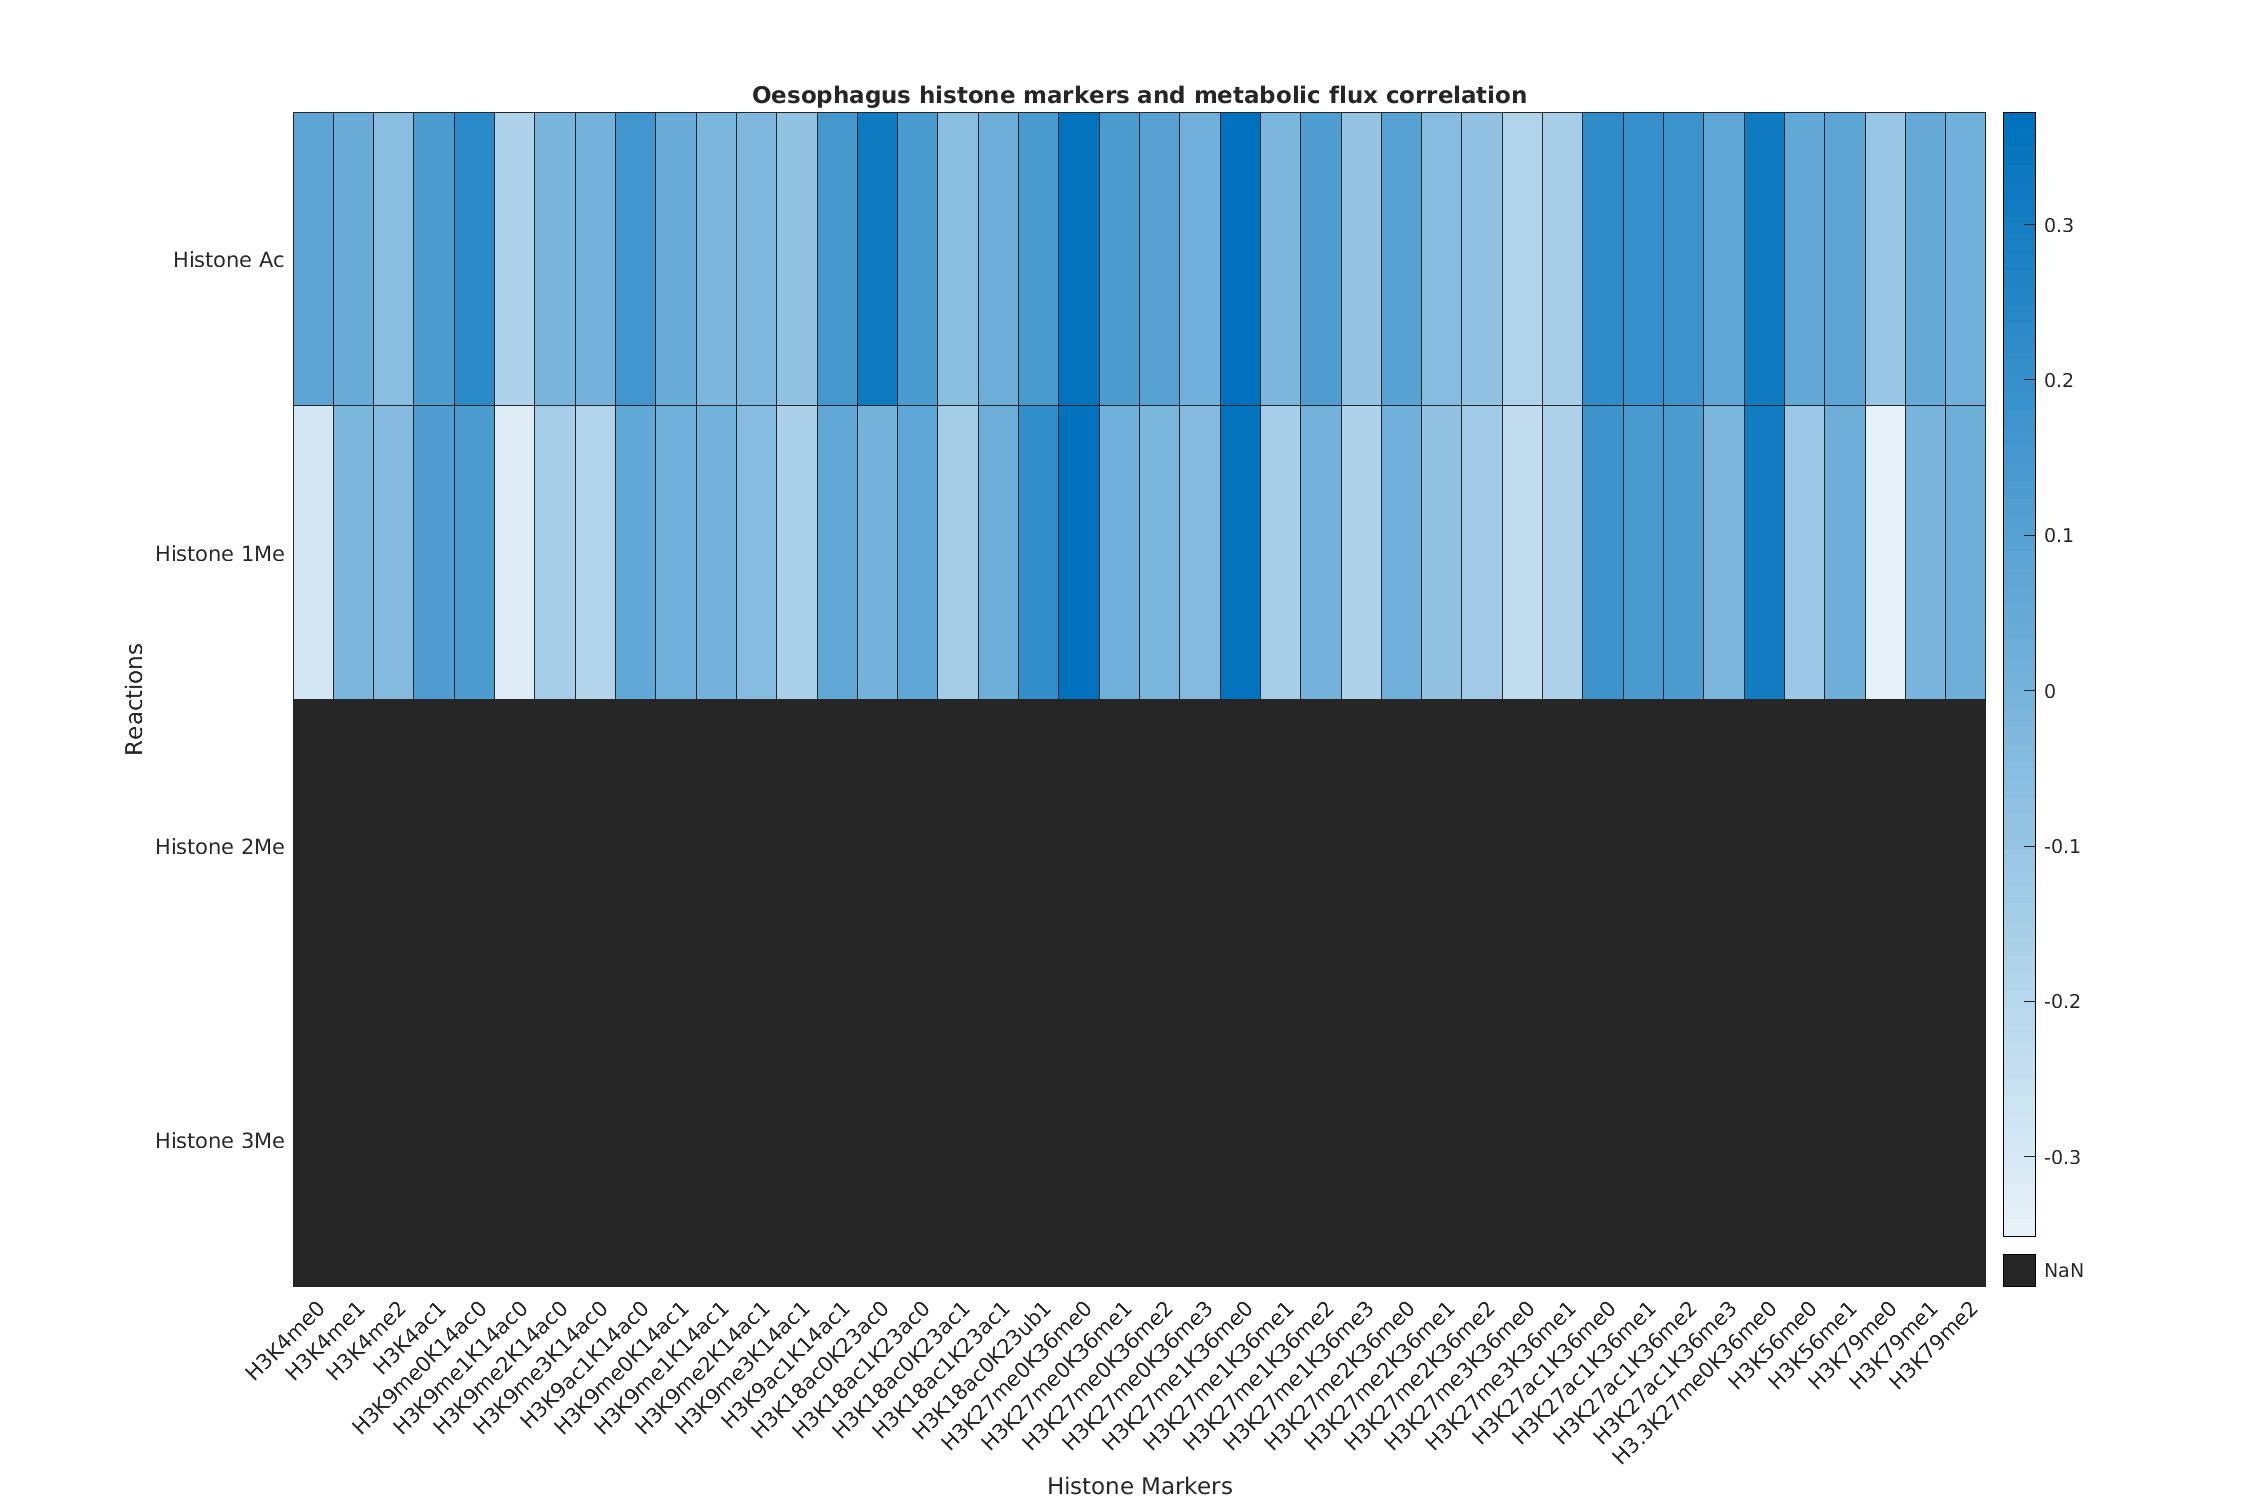 Oesophagus histone markers and metabolic flux correlation
Reactions
Histone Ac
Histone 1Me
Histone 2Me
Histone 3Me
0.3
0.2
0.1
0
-0.1
-0.2
-0.3
NaN
H3K4me0
H3K4me1
H3K4me2
H3K4ac1
H3K9me0K14ac0
H3K9me1K14ac0
H3K9me2K14ac0
H3K9me3K14ac0
H3K9ac1K14ac0
H3K9me0K14ac1
H3K9me1K14ac1
H3K9me2K14ac1
H3K9me3K14ac1
H3K9ac1K14ac1
H3K18ac0K23ac0
H3K18ac1K23ac0
H3K18ac0K23ac1
H3K18ac1K23ac1
H3K18ac0K23ub1
H3K27me0K36me0
H3K27me0K36me1
H3K27me0K36me2
H3K27me0K36me3
H3K27me1K36me0
H3K27me1K36me1
H3K27me1K36me2
H3K27me1K36me3
H3K27me2K36me0
H3K27me2K36me1
H3K27me2K36me2
H3K27me3K36me0
H3K27me3K36me1
H3K27ac1K36me0
H3K27ac1K36me1
H3K27ac1K36me2
H3K27ac1K36me3
H3.3K27me0K36me0
H3K56me0
H3K56me1
H3K79me0
H3K79me1
H3K79me2
Histone Markers